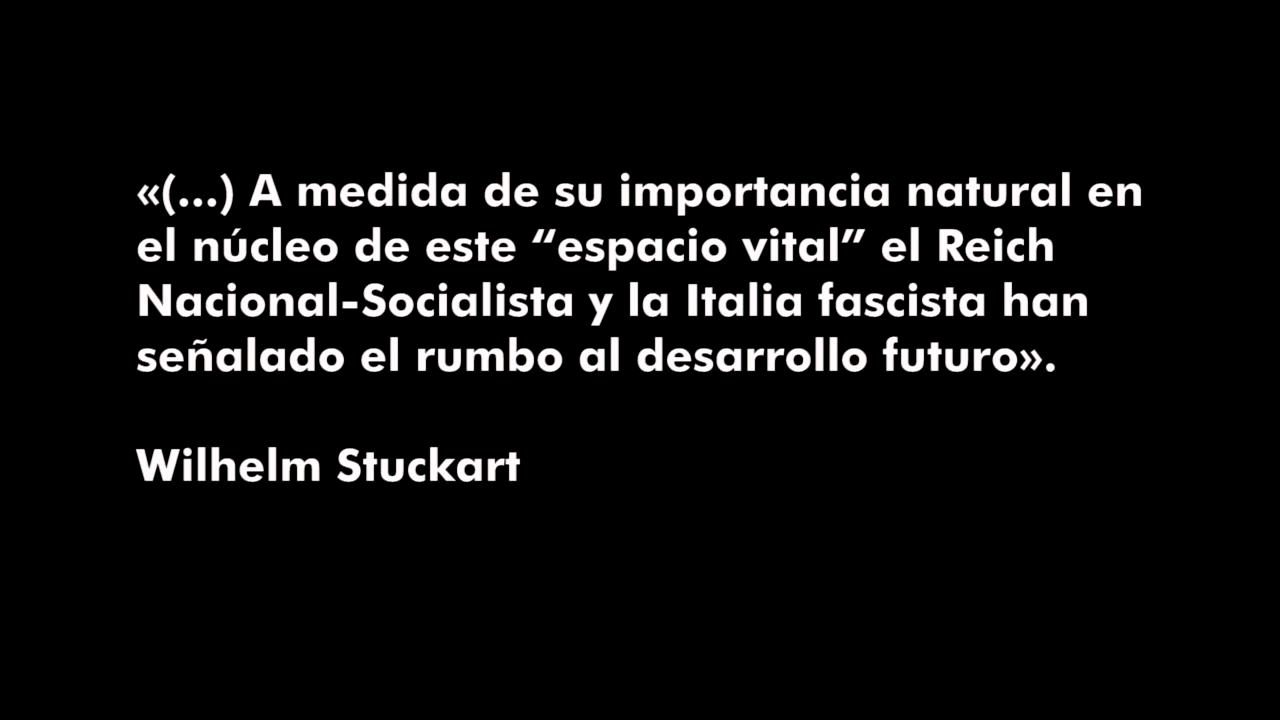 «(...) A medida de su importancia natural en
el núcleo de este “espacio vital” el Reich
Nacional-Socialista y la Italia fascista han
señalado el rumbo al desarrollo futuro».
Wilhelm Stuckart